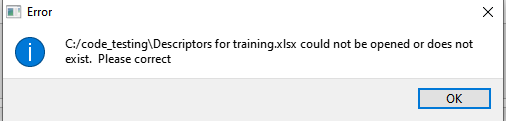 Error
C:/code_testing\Descriptors for training.xlsx could not be opened or does not
exist.  Please correct
OK